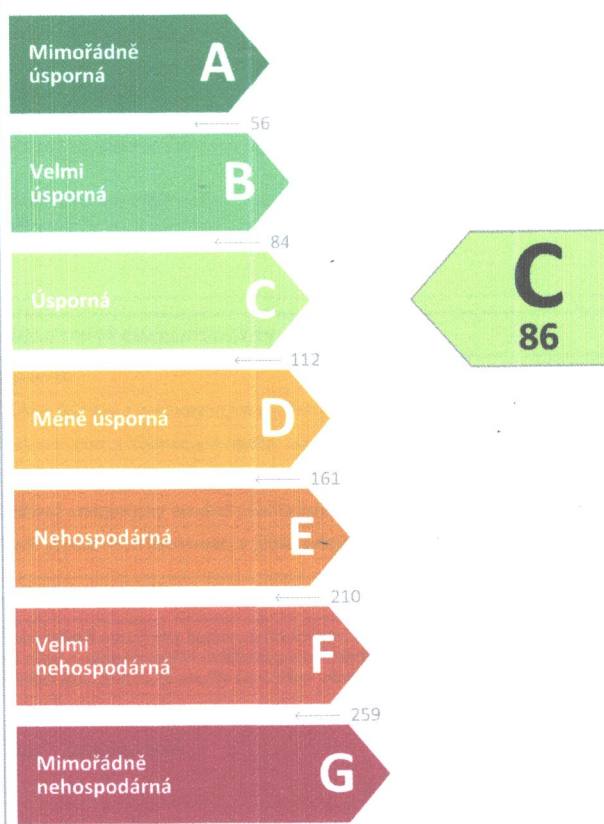 Mimořádně
úsporná
A
56
Velmi
úsporná
B
84
Úsporná
C
C
86
112
Méně úsporná
D
161
Nehospodárná
E
210
Velmi
nehospodárná
F
259
Mimořádně
nehospodárná
G